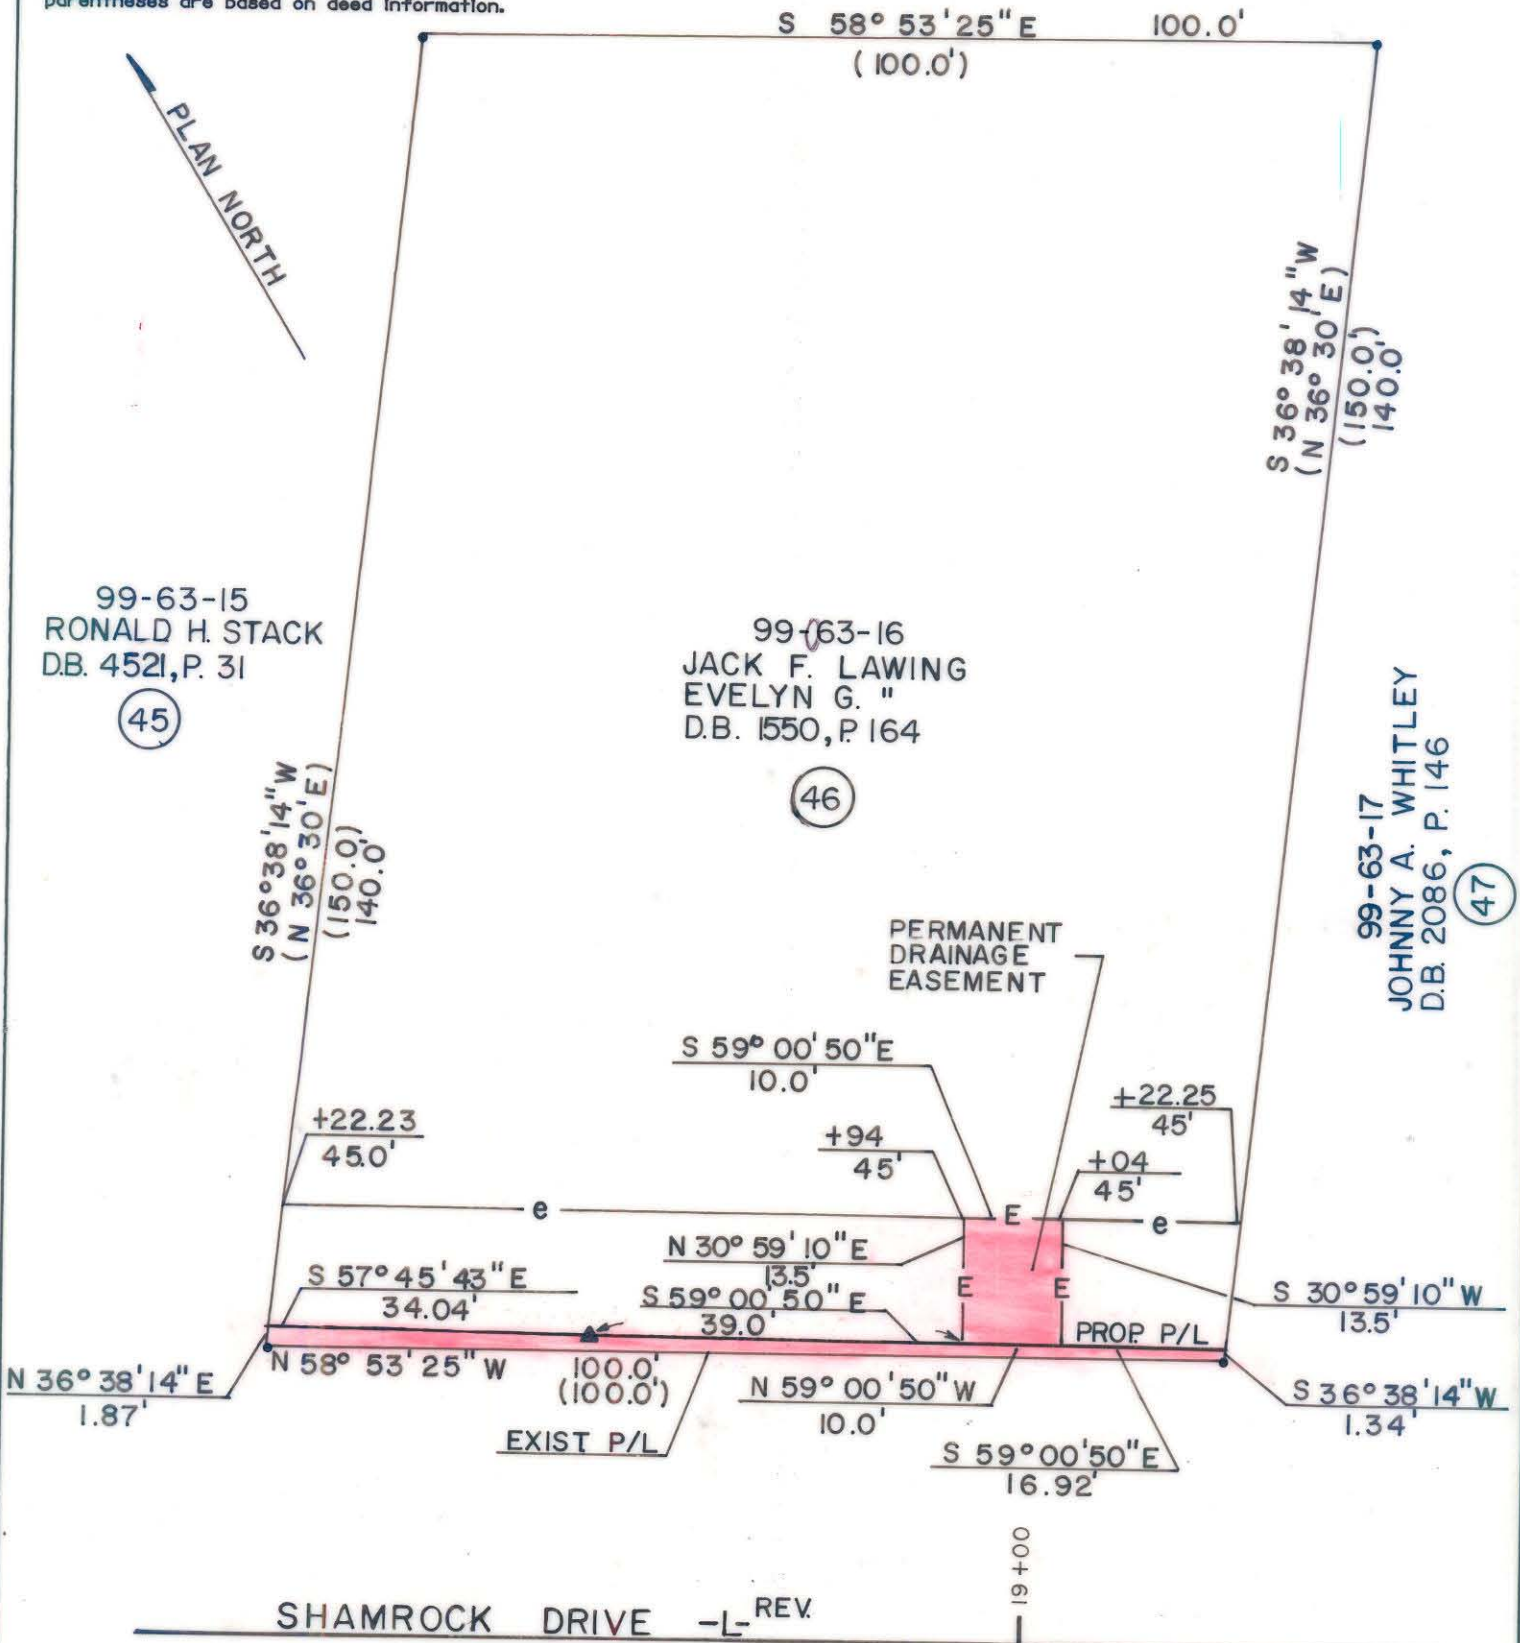 parentheses are based on deed information.
S 58° 53'25"E 100.0'
(100.0')
PLAN NORTH
S 36° 38'14"W
(N 36° 30'E)
(150.0')
140.0'
99-63-15
RONALD H. STACK
D.B. 4521, P. 31
45
99-63-16
JACK F. LAWING
EVELYN G. "
D.B. 1550, P. 164
46
99-63-17
JOHNNY A. WHITLEY
D.B. 2086, P. 146
47
S 36° 38'14"W
(N 36° 30'E)
(150.0')
140.0'
PERMANENT
DRAINAGE
EASEMENT
S 59° 00'50"E
10.0'
+22.23
45.0'
+94
45'
+22.25
45'
+04
45'
e
E
e
N 30° 59'10"E
13.5'
E
E
S 57° 45'43"E
34.04'
S 59° 00'50"E
39.0'
S 30° 59'10"W
13.5'
PROP. P/L
N 58° 53'25"W 100.0'
(100.0')
N 36° 38'14"E
1.87'
N 59° 00'50"W
10.0'
S 36° 38'14"W
1.34'
EXIST P/L
S 59° 00'50"E
16.92'
19+00
SHAMROCK DRIVE -L- REV.